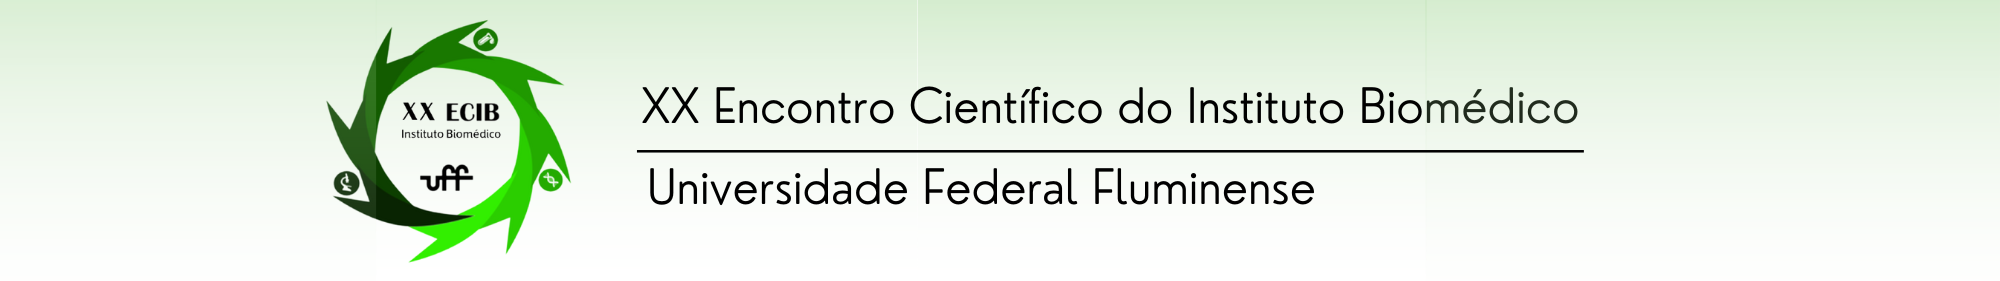 XX ECIB
Instituto Biomédico
uff
XX Encontro Científico do Instituto Biomédico
Universidade Federal Fluminense